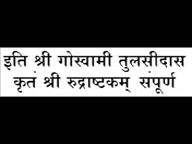 इति श्री गोस्वामी तुलसीदास
कृतं श्री रुद्राष्टकम् संपूर्ण